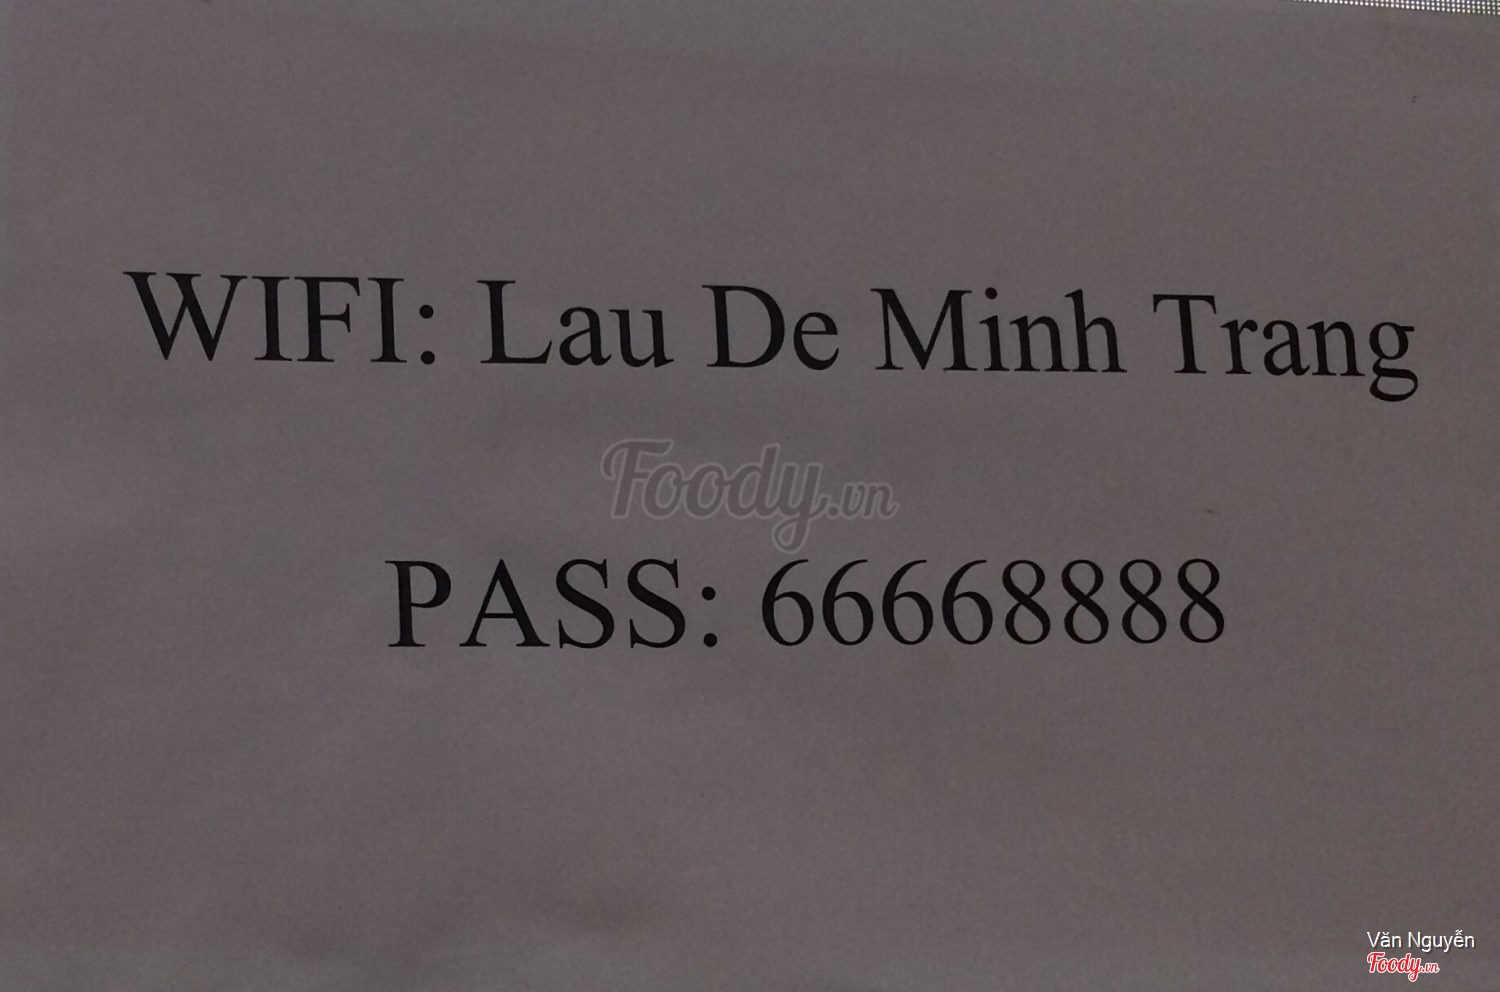 WIFI: Lau De Minh Trang
Foody.vn
PASS: 66668888
Văn Nguyễn
Foody.vn